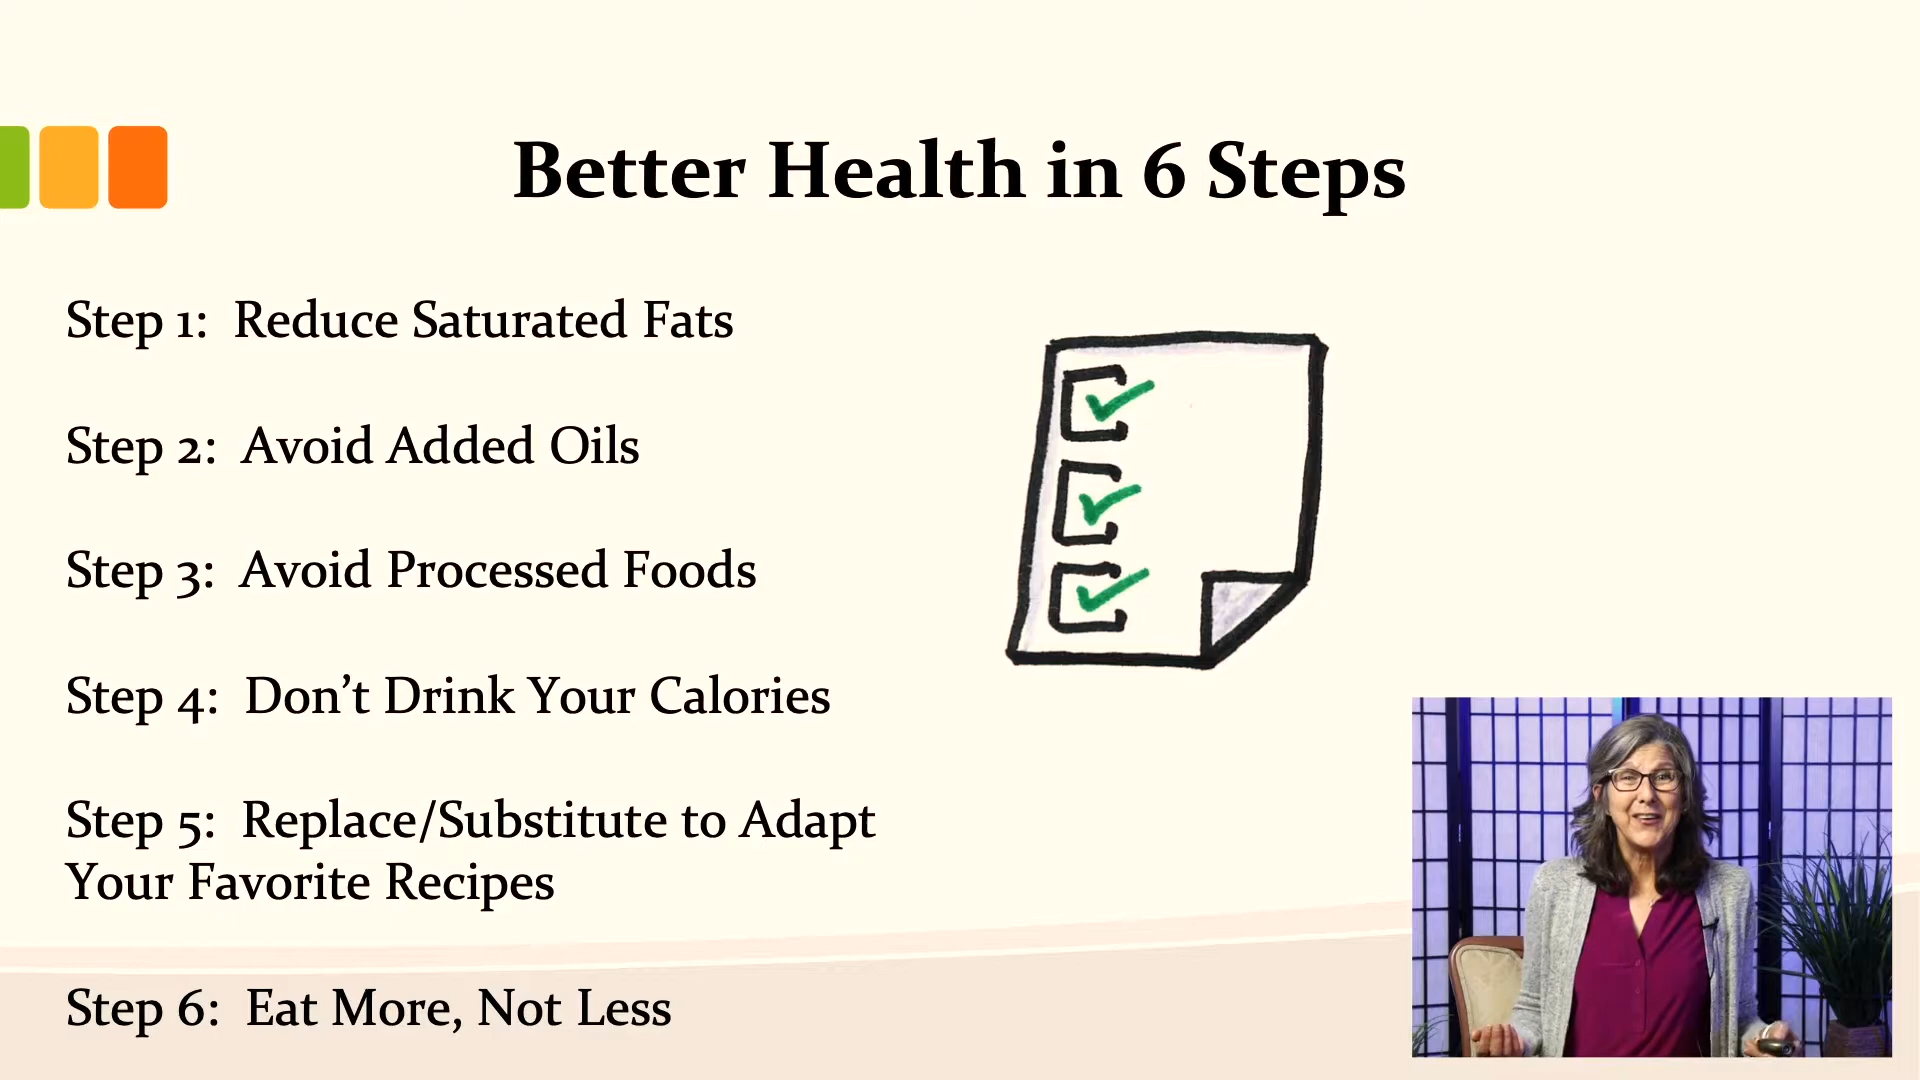 Better Health in 6 Steps
Step 1: Reduce Saturated Fats
Step 2: Avoid Added Oils
Step 3: Avoid Processed Foods
Step 4: Don’t Drink Your Calories
Step 5: Replace/Substitute to Adapt
Your Favorite Recipes
Step 6: Eat More, Not Less